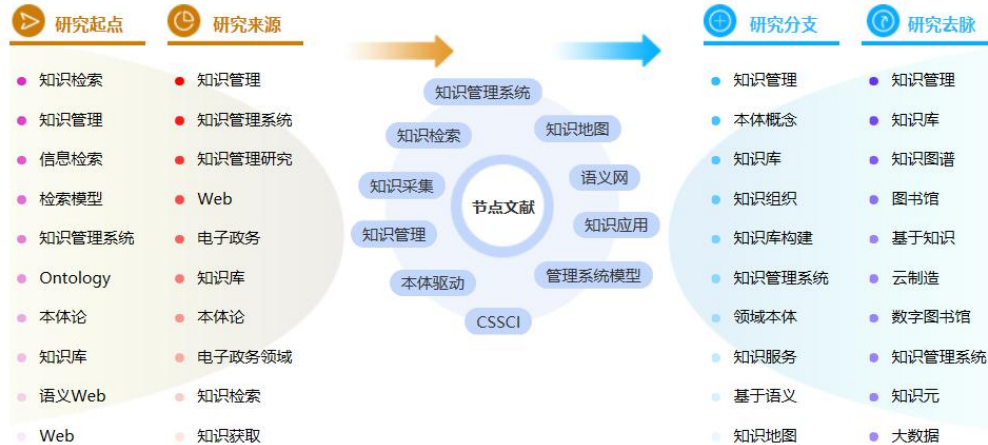 研究起点
研究来源
知识检索
知识管理
信息检索
检索模型
知识管理系统
Ontology
本体论
知识库
语义Web
Web
知识管理
知识管理系统
知识管理研究
Web
电子政务
知识库
本体论
电子政务领域
知识检索
知识获取
知识管理系统
知识检索
知识地图
知识采集
语义网
节点文献
知识管理
知识应用
本体驱动
管理系统模型
CSSCI
研究分支
研究去脉
知识管理
本体概念
知识库
知识组织
知识库构建
知识管理系统
领域本体
知识服务
基于语义
知识地图
知识管理
知识库
知识图谱
图书馆
基于知识
云制造
数字图书馆
知识管理系统
知识元
大数据